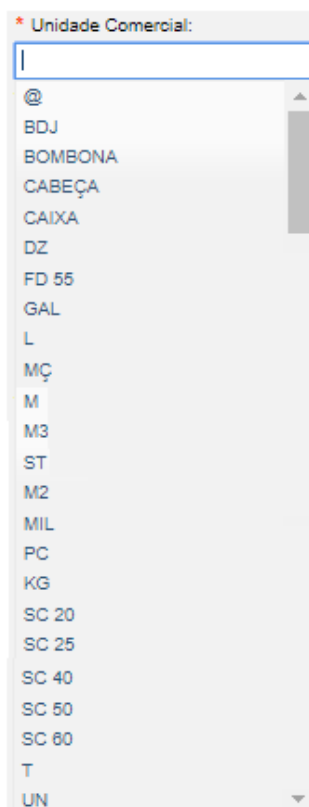 * Unidade Comercial:
@
BDJ
BOMBONA
CABEÇA
CAIXA
DZ
FD 55
GAL
L
MÇ
M
M3
ST
M2
MIL
PC
KG
SC 20
SC 25
SC 40
SC 50
SC 60
T
UN